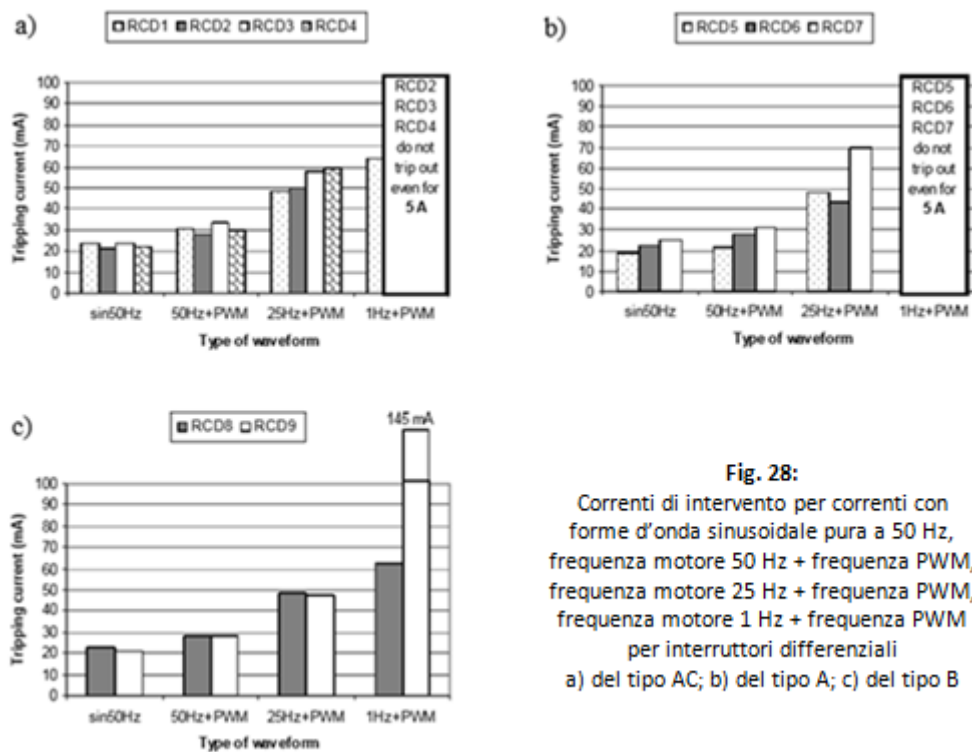 a)
RCD1 RCD2 RCD3 RCD4
Tripping current (mA)
100
90
80
70
60
50
40
30
20
10
0
RCD2
RCD3
RCD4
do not
trip out
even for
5 A
sin50Hz 50Hz+PWM 25Hz+PWM 1Hz+PWM
Type of waveform
b)
RCD5 RCD6 RCD7
Tripping current (mA)
100
90
80
70
60
50
40
30
20
10
0
RCD5
RCD6
RCD7
do not
trip out
even for
5 A
sin50Hz 50Hz+PWM 25Hz+PWM 1Hz+PWM
Type of waveform
c)
RCD8 RCD9
145 mA
Tripping current (mA)
100
90
80
70
60
50
40
30
20
10
0
sin50Hz 50Hz+PWM 25Hz+PWM 1Hz+PWM
Type of waveform
Fig. 28:
Correnti di intervento per correnti con
forme d'onda sinusoidale pura a 50 Hz,
frequenza motore 50 Hz + frequenza PWM,
frequenza motore 25 Hz + frequenza PWM,
frequenza motore 1 Hz + frequenza PWM
per interruttori differenziali
a) del tipo AC; b) del tipo A; c) del tipo B